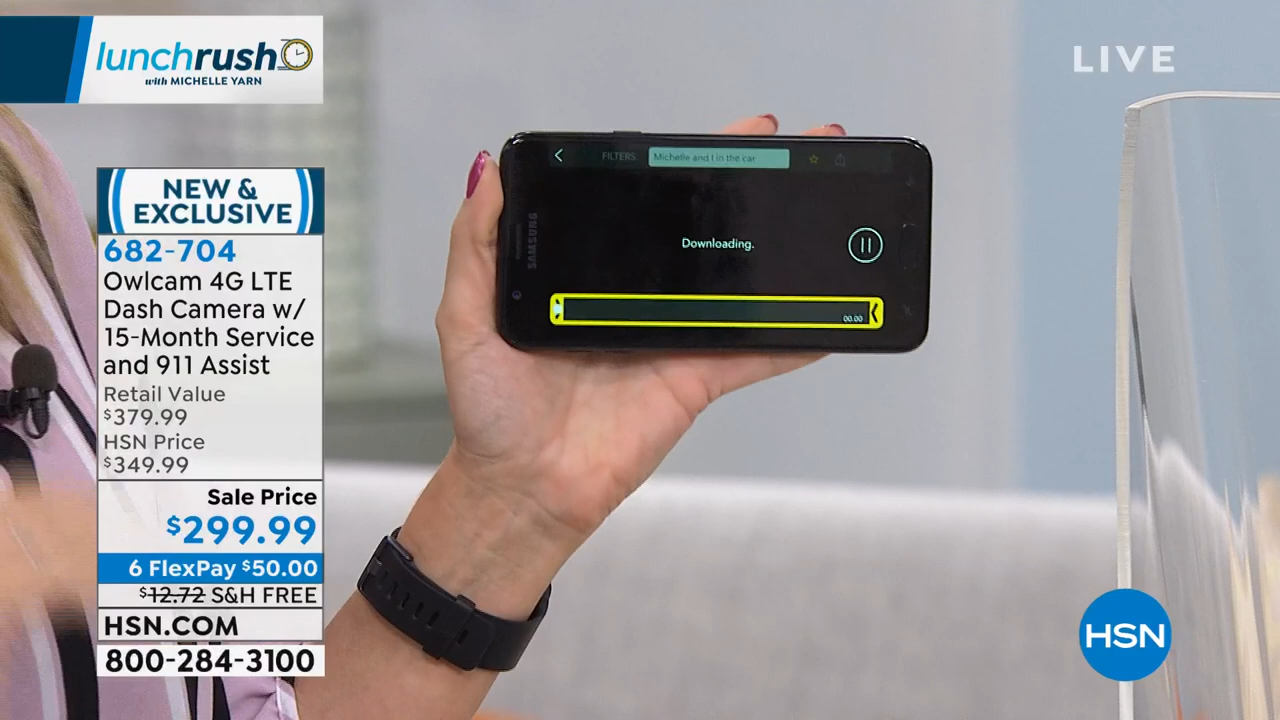 lunchrush
with MICHELLE YARN
LIVE
NEW &
EXCLUSIVE
682-704
Owlcam 4G LTE
Dash Camera w/
15-Month Service
and 911 Assist
Retail Value
$379.99
HSN Price
$349.99
Sale Price
$299.99
6 FlexPay $50.00
$12.72 S&H FREE
HSN.COM
800-284-3100
FILTERS
Michelle and I in the car
SAMSUNG
Downloading.
00:00
HSN